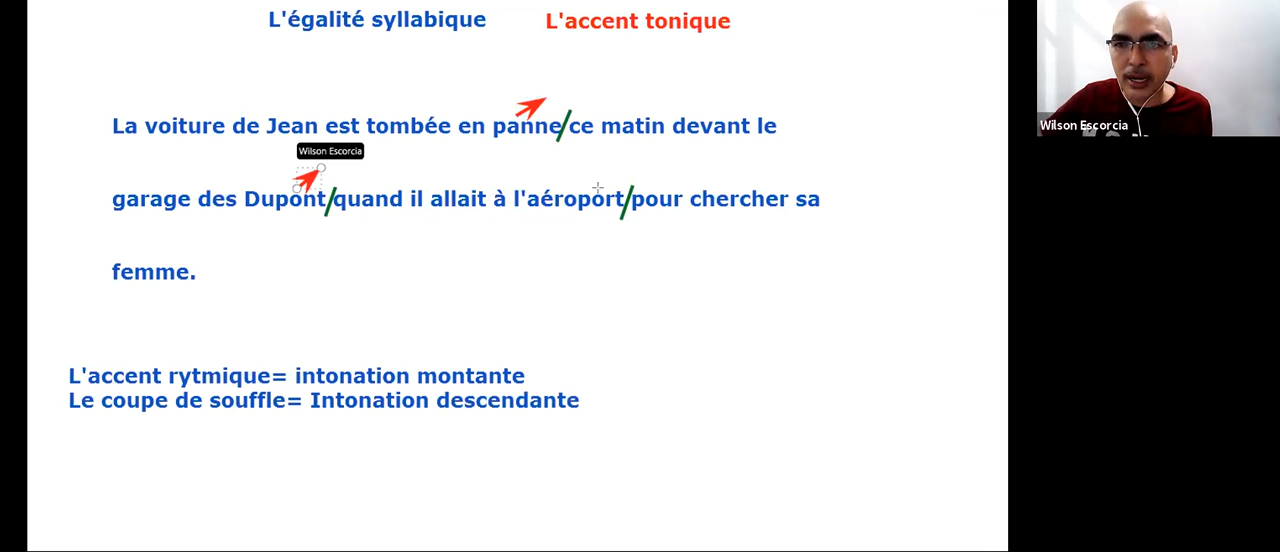 L'égalité syllabique L'accent tonique
Wilson Escorcia
La voiture de Jean est tombée en panne/ce matin devant le
Wilson Escorcia
garage des Dupont/quand il allait à l'aéroport/pour chercher sa
femme.
L'accent rytmique= intonation montante
Le coupe de souffle= Intonation descendante